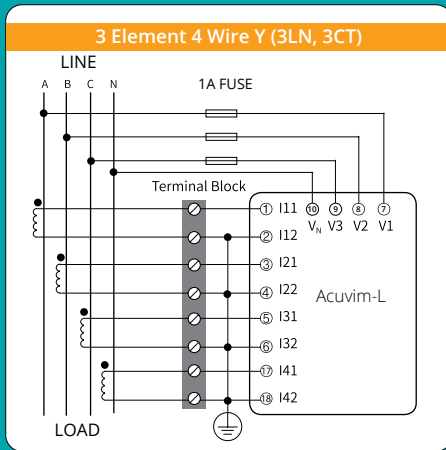 3 Element 4 Wire Y (3LN, 3CT)
LINE
A B C N
1A FUSE
Terminal Block
1 I11
10 9 8 7
VN V3 V2 V1
2 I12
3 I21
4 I22
Acuvim-L
5 I31
6 I32
17 I41
18 I42
LOAD